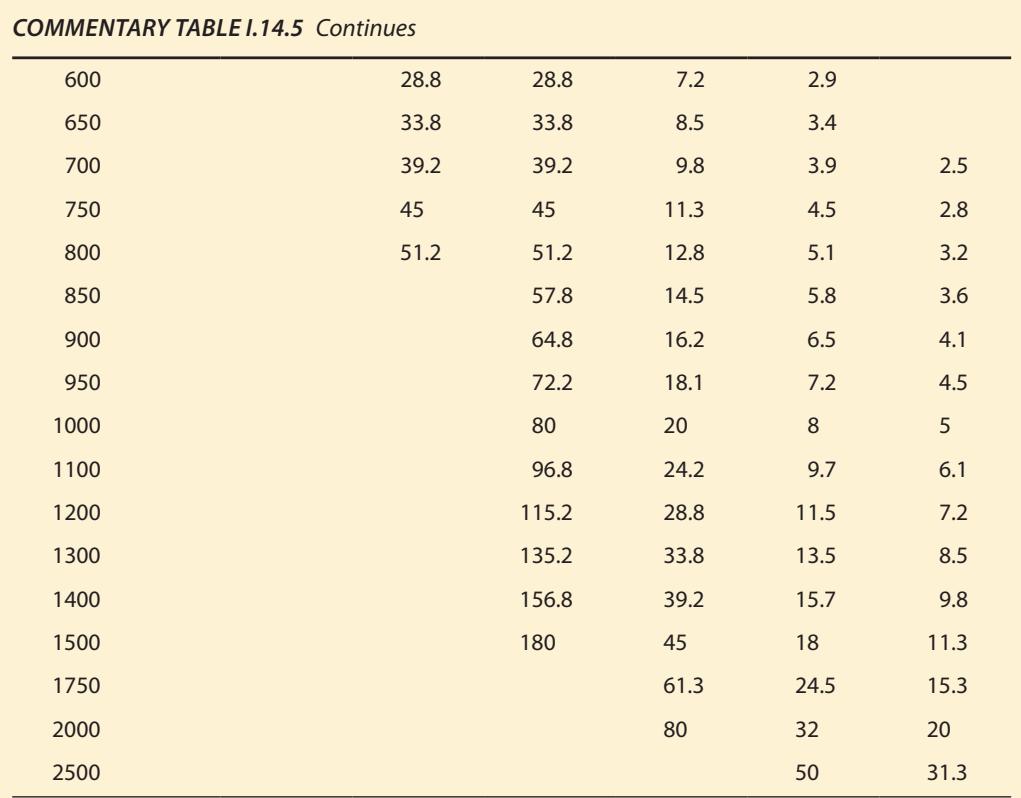 COMMENTARY TABLE I.14.5 Continues
600 28.8 28.8 7.2 2.9
650 33.8 33.8 8.5 3.4
700 39.2 39.2 9.8 3.9 2.5
750 45 45 11.3 4.5 2.8
800 51.2 51.2 12.8 5.1 3.2
850 57.8 14.5 5.8 3.6
900 64.8 16.2 6.5 4.1
950 72.2 18.1 7.2 4.5
1000 80 20 8 5
1100 96.8 24.2 9.7 6.1
1200 115.2 28.8 11.5 7.2
1300 135.2 33.8 13.5 8.5
1400 156.8 39.2 15.7 9.8
1500 180 45 18 11.3
1750 61.3 24.5 15.3
2000 80 32 20
2500 50 31.3